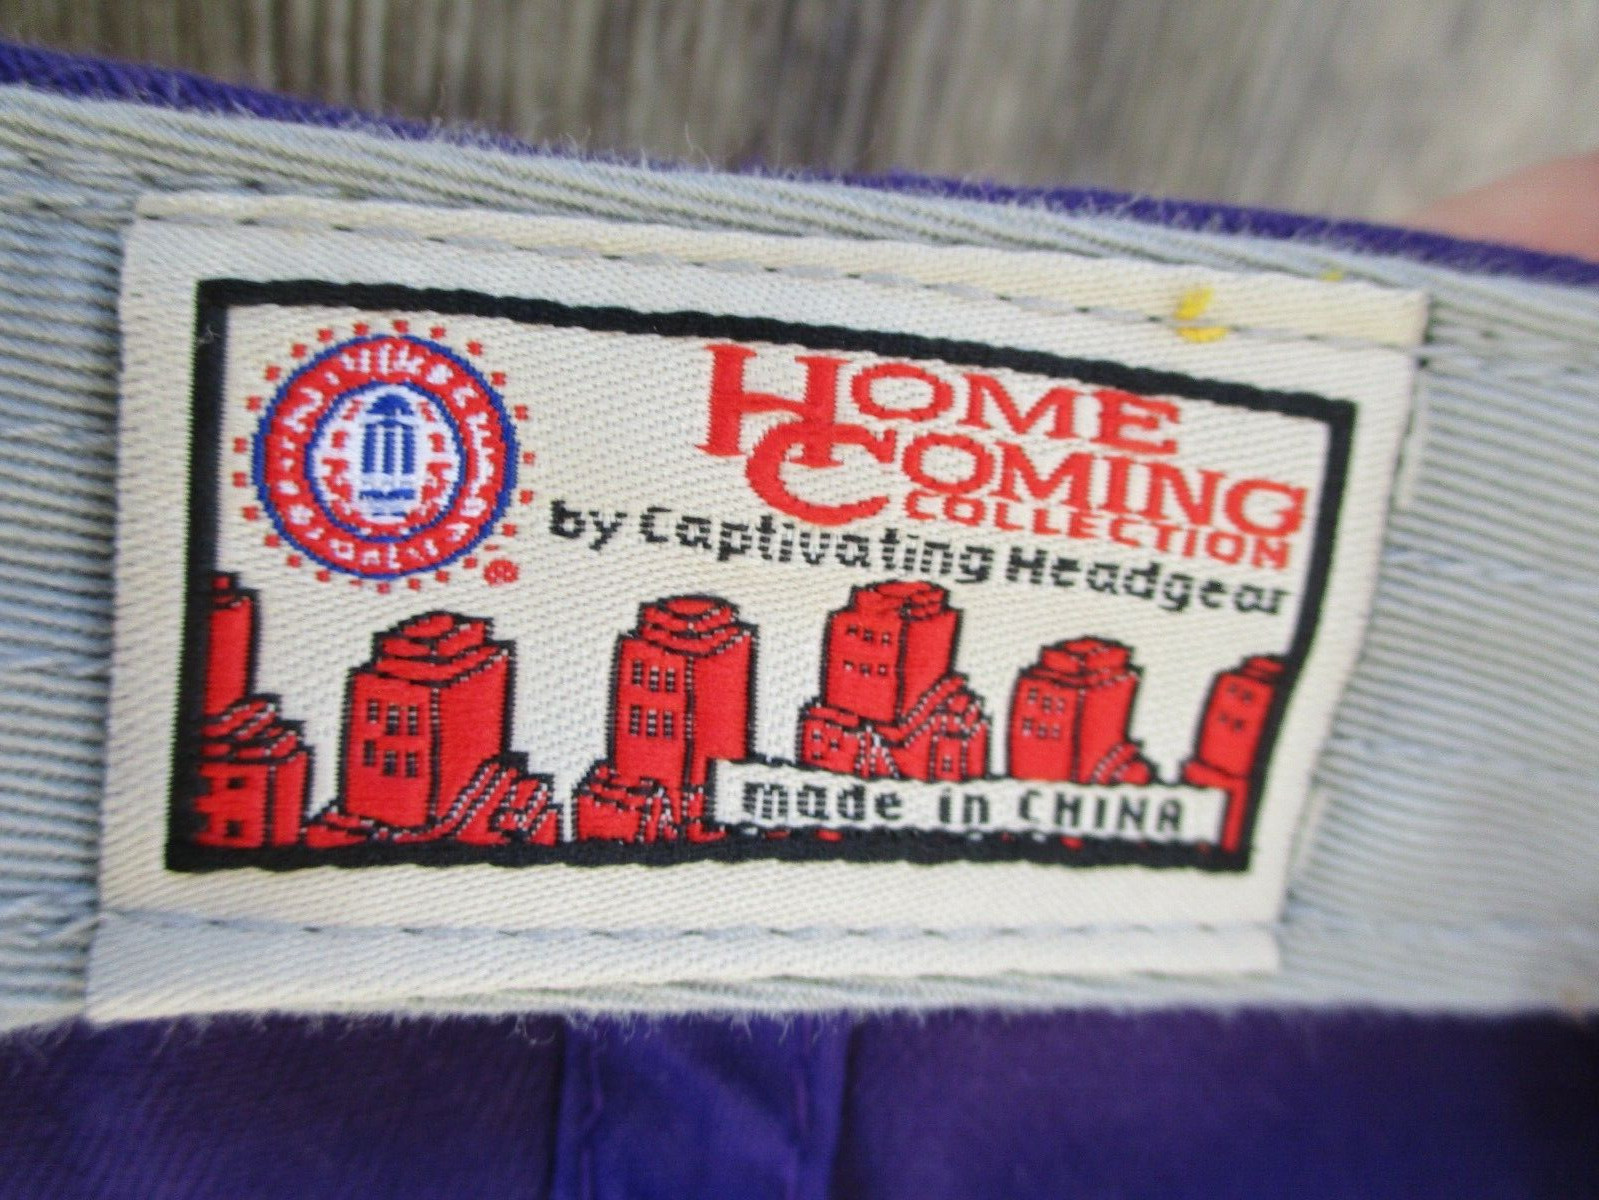 HOME
COMING
COLLECTION
by Captivating Headgear
®
made in CHINA